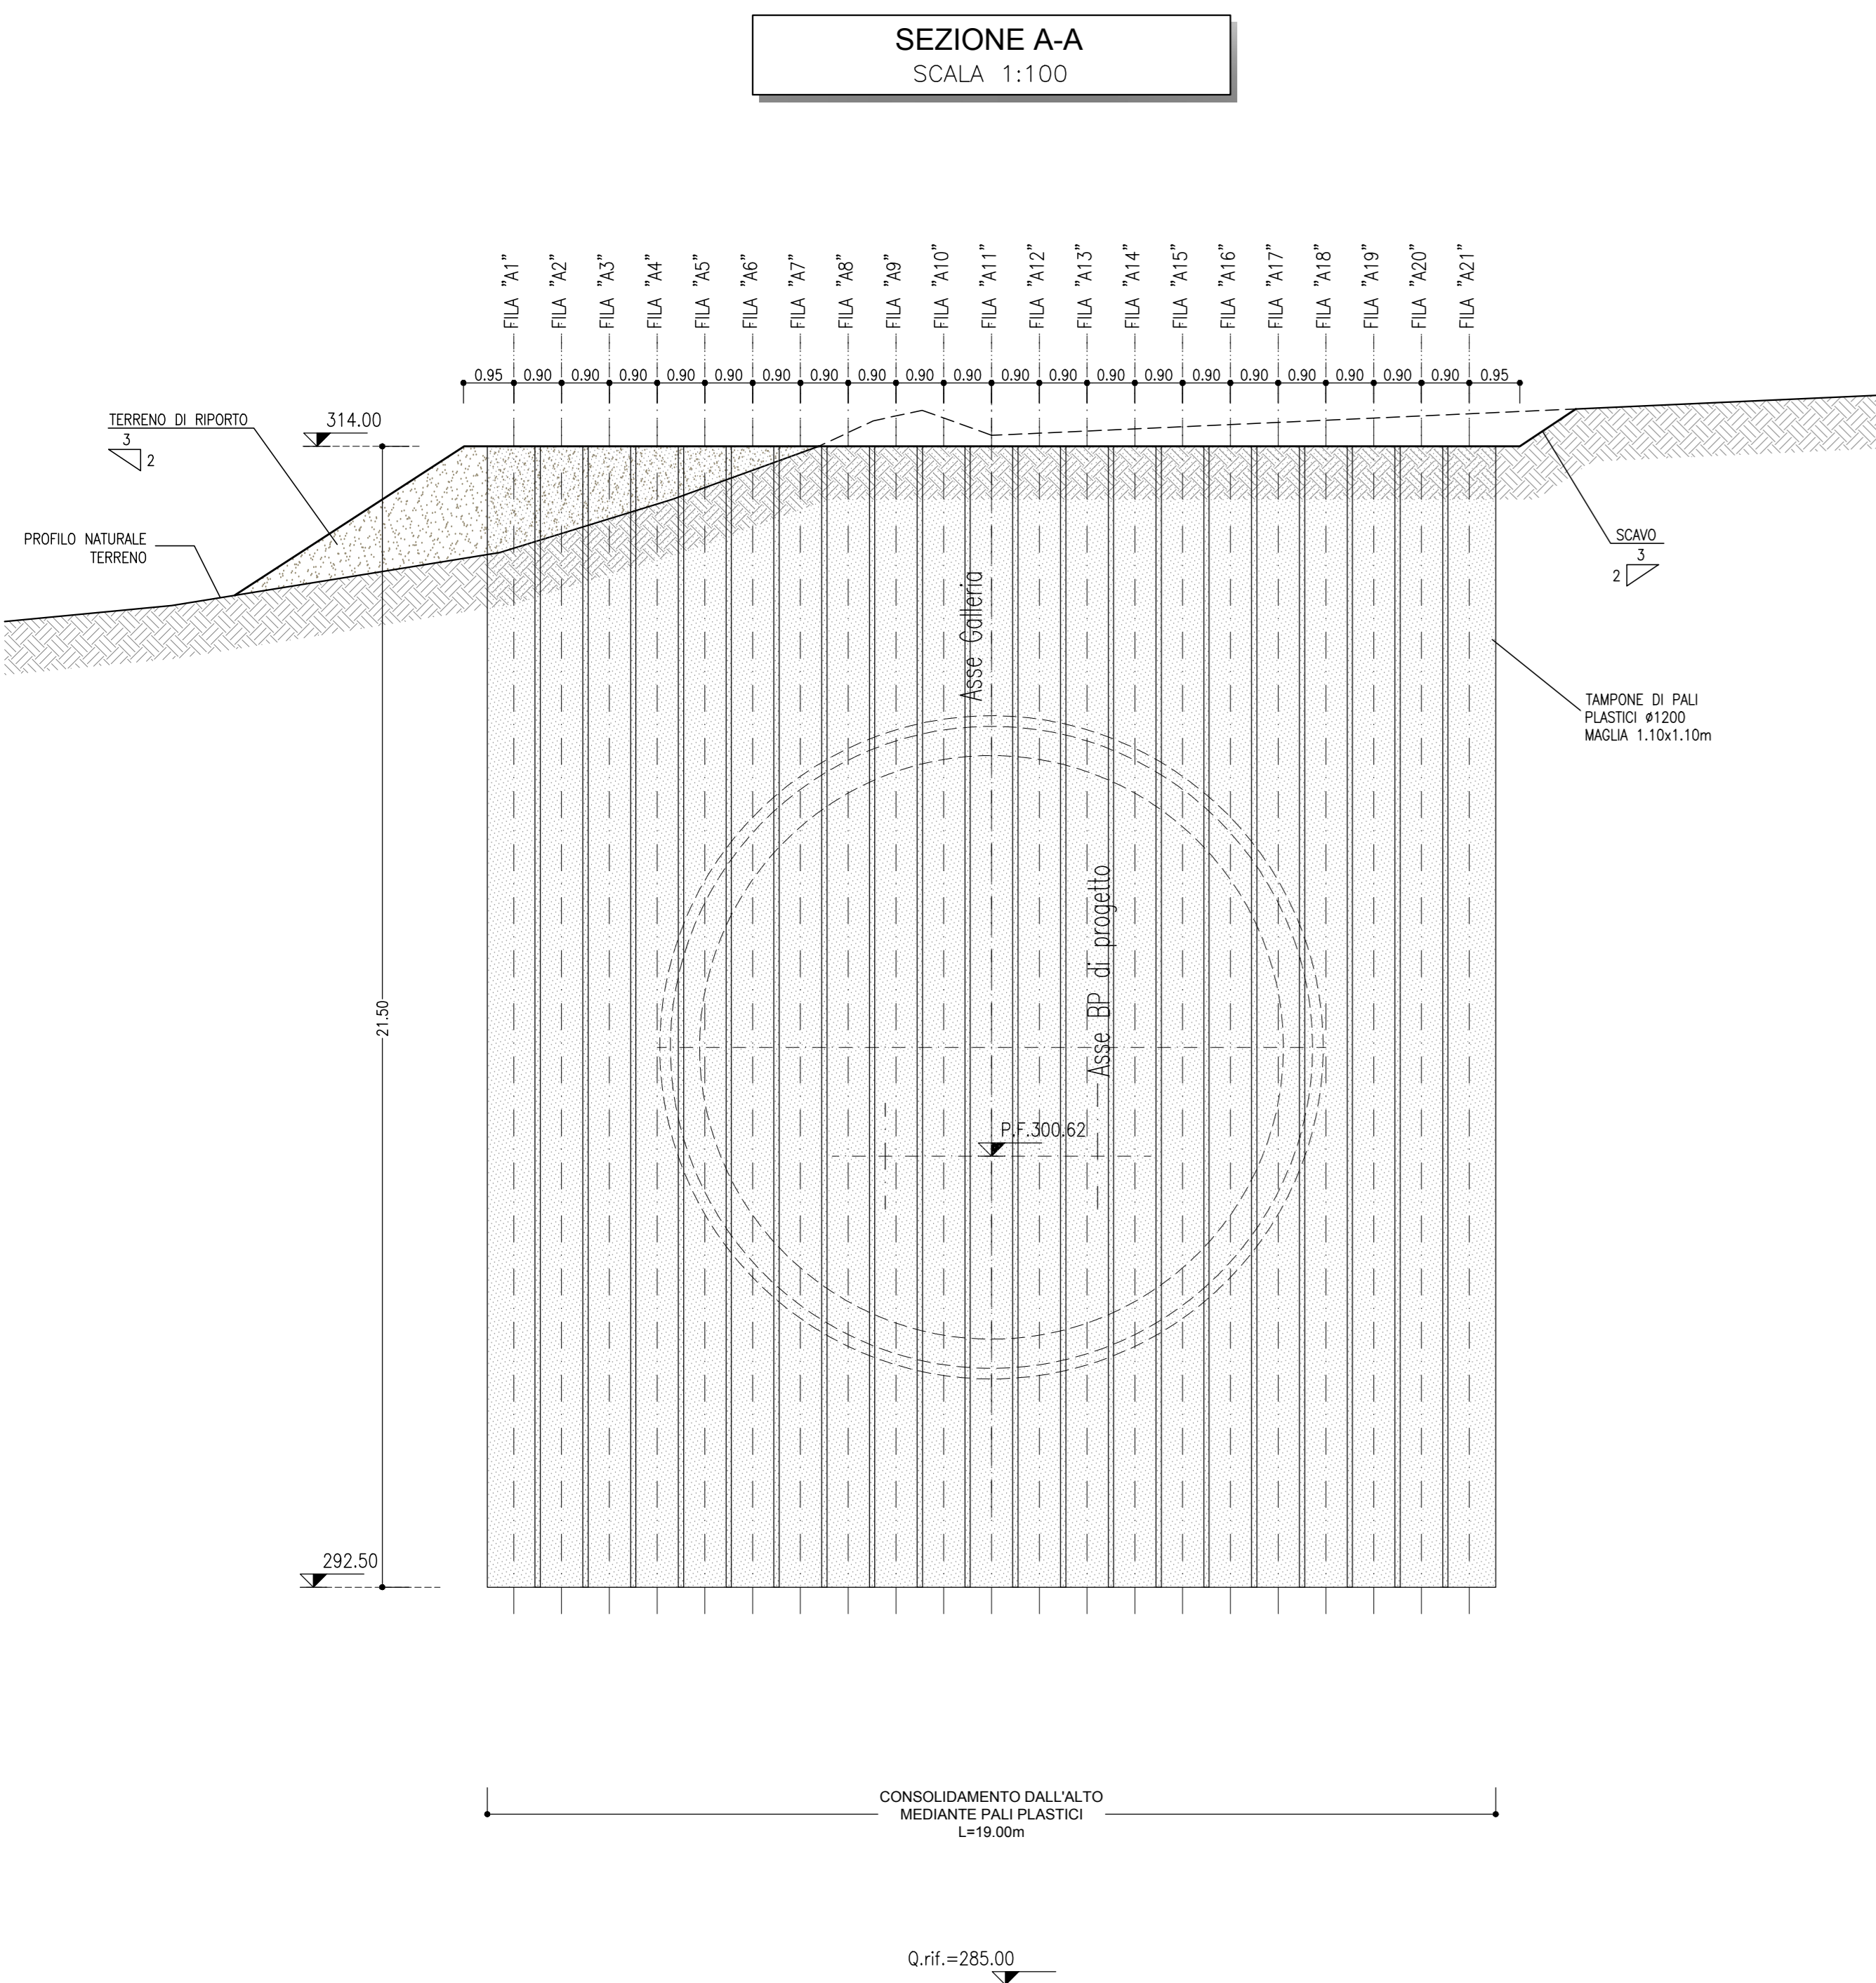 SEZIONE A-A
SCALA 1:100
FILA "A1"
FILA "A2"
FILA "A3"
FILA "A4"
FILA "A5"
FILA "A6"
FILA "A7"
FILA "A8"
FILA "A9"
FILA "A10"
FILA "A11"
FILA "A12"
FILA "A13"
FILA "A14"
FILA "A15"
FILA "A16"
FILA "A17"
FILA "A18"
FILA "A19"
FILA "A20"
FILA "A21"
0.95 0.90 0.90 0.90 0.90 0.90 0.90 0.90 0.90 0.90 0.90 0.90 0.90 0.90 0.90 0.90 0.90 0.90 0.90 0.90 0.90 0.95
TERRENO DI RIPORTO
3
2
314.00
PROFILO NATURALE
TERRENO
SCAVO
3
2
Asse Galleria
TAMPONE DI PALI
PLASTICI ø1200
MAGLIA 1.10x1.10m
21.50
Asse BP di progetto
P.F.300.62
292.50
CONSOLIDAMENTO DALL'ALTO
MEDIANTE PALI PLASTICI
L=19.00m
Q.rif.=285.00